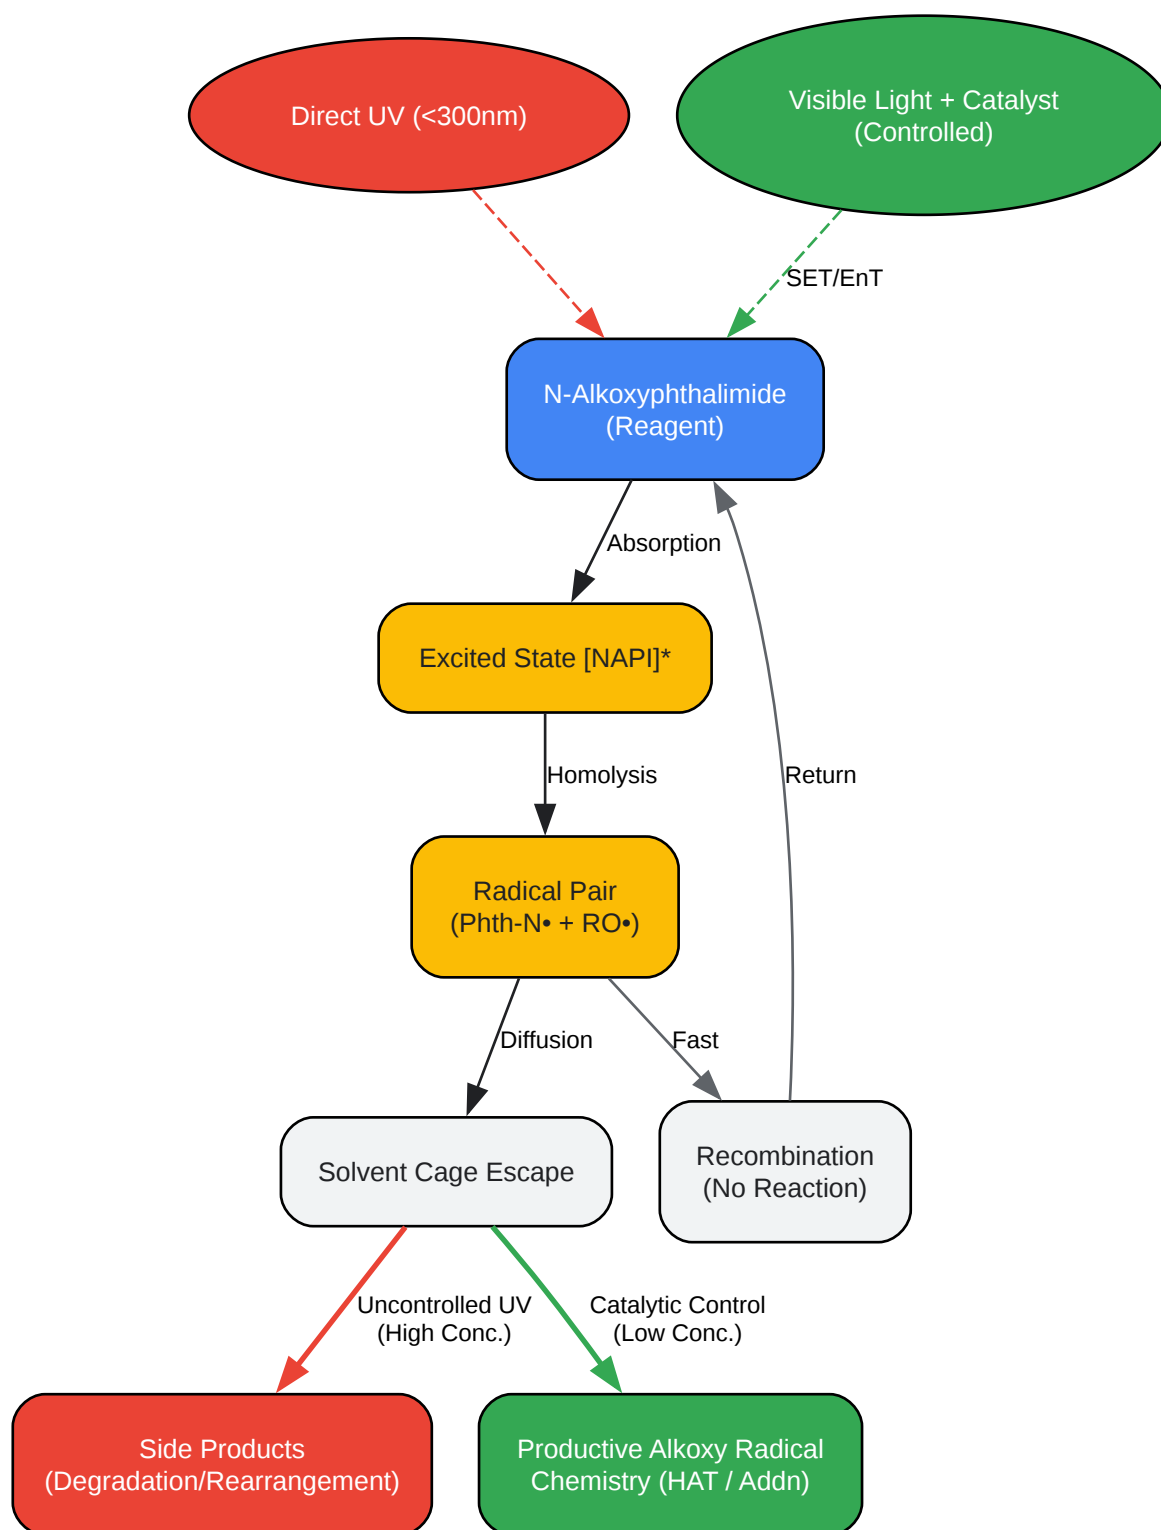 Direct UV (<300nm)
Visible Light + Catalyst
(Controlled)
SET/EnT
N-Alkoxyphthalimide
(Reagent)
Absorption
Excited State [NAPI]*
Homolysis
Return
Radical Pair
(Phth-N• + RO•)
Diffusion
Fast
Solvent Cage Escape
Recombination
(No Reaction)
Uncontrolled UV
(High Conc.)
Catalytic Control
(Low Conc.)
Side Products
(Degradation/Rearrangement)
Productive Alkoxy Radical
Chemistry (HAT / Addn)